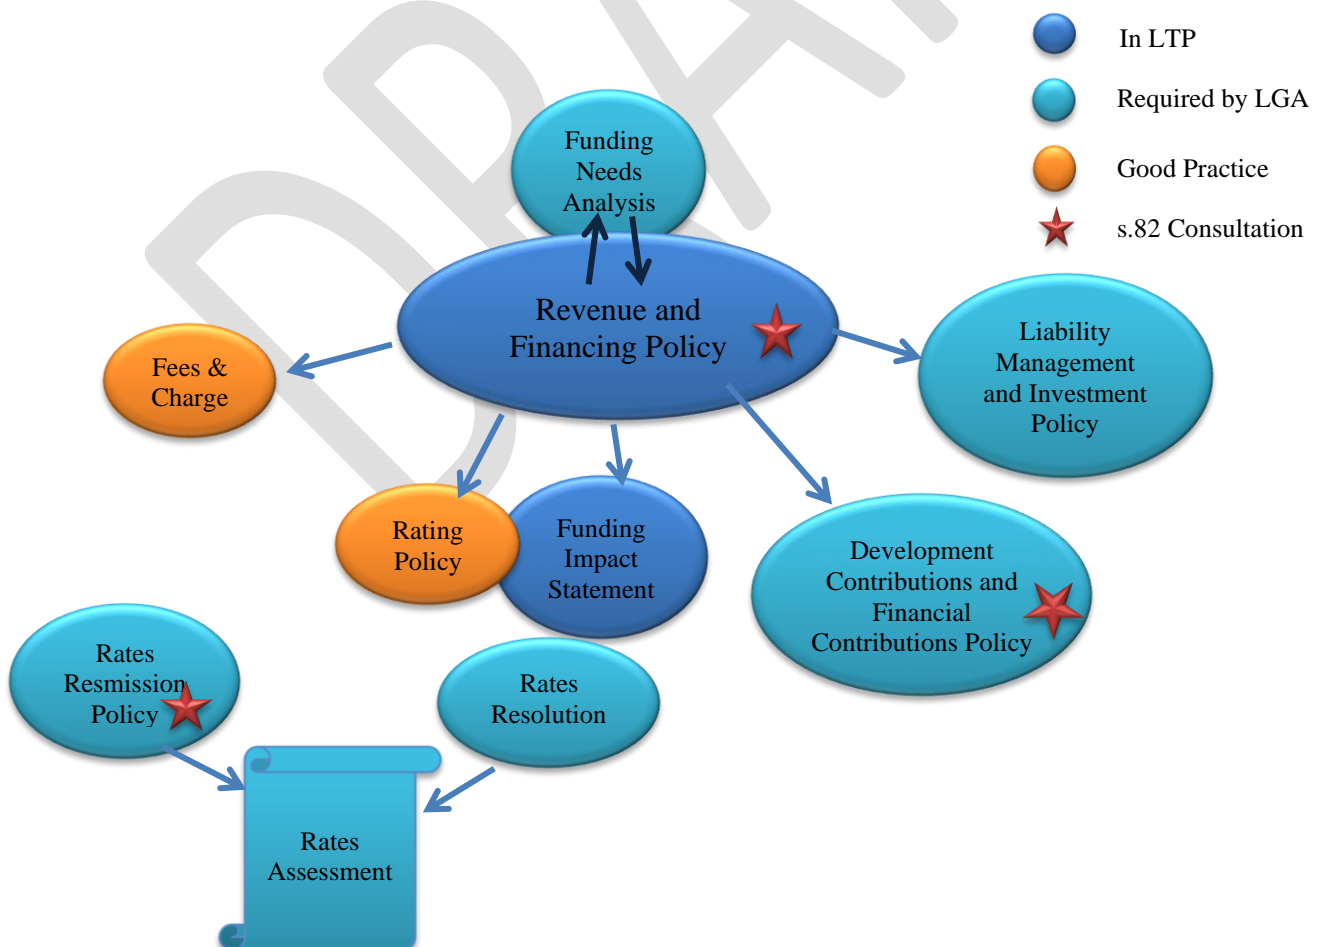 In LTP
Required by LGA
Good Practice
s.82 Consultation
DRA
Funding
Needs
Analysis
Revenue and
Financing Policy
Liability
Management
and Investment
Policy
Fees &
Charge
Rating
Policy
Funding
Impact
Statement
Development
Contributions and
Financial
Contributions Policy
Rates
Resmission
Policy
Rates
Resolution
Rates
Assessment